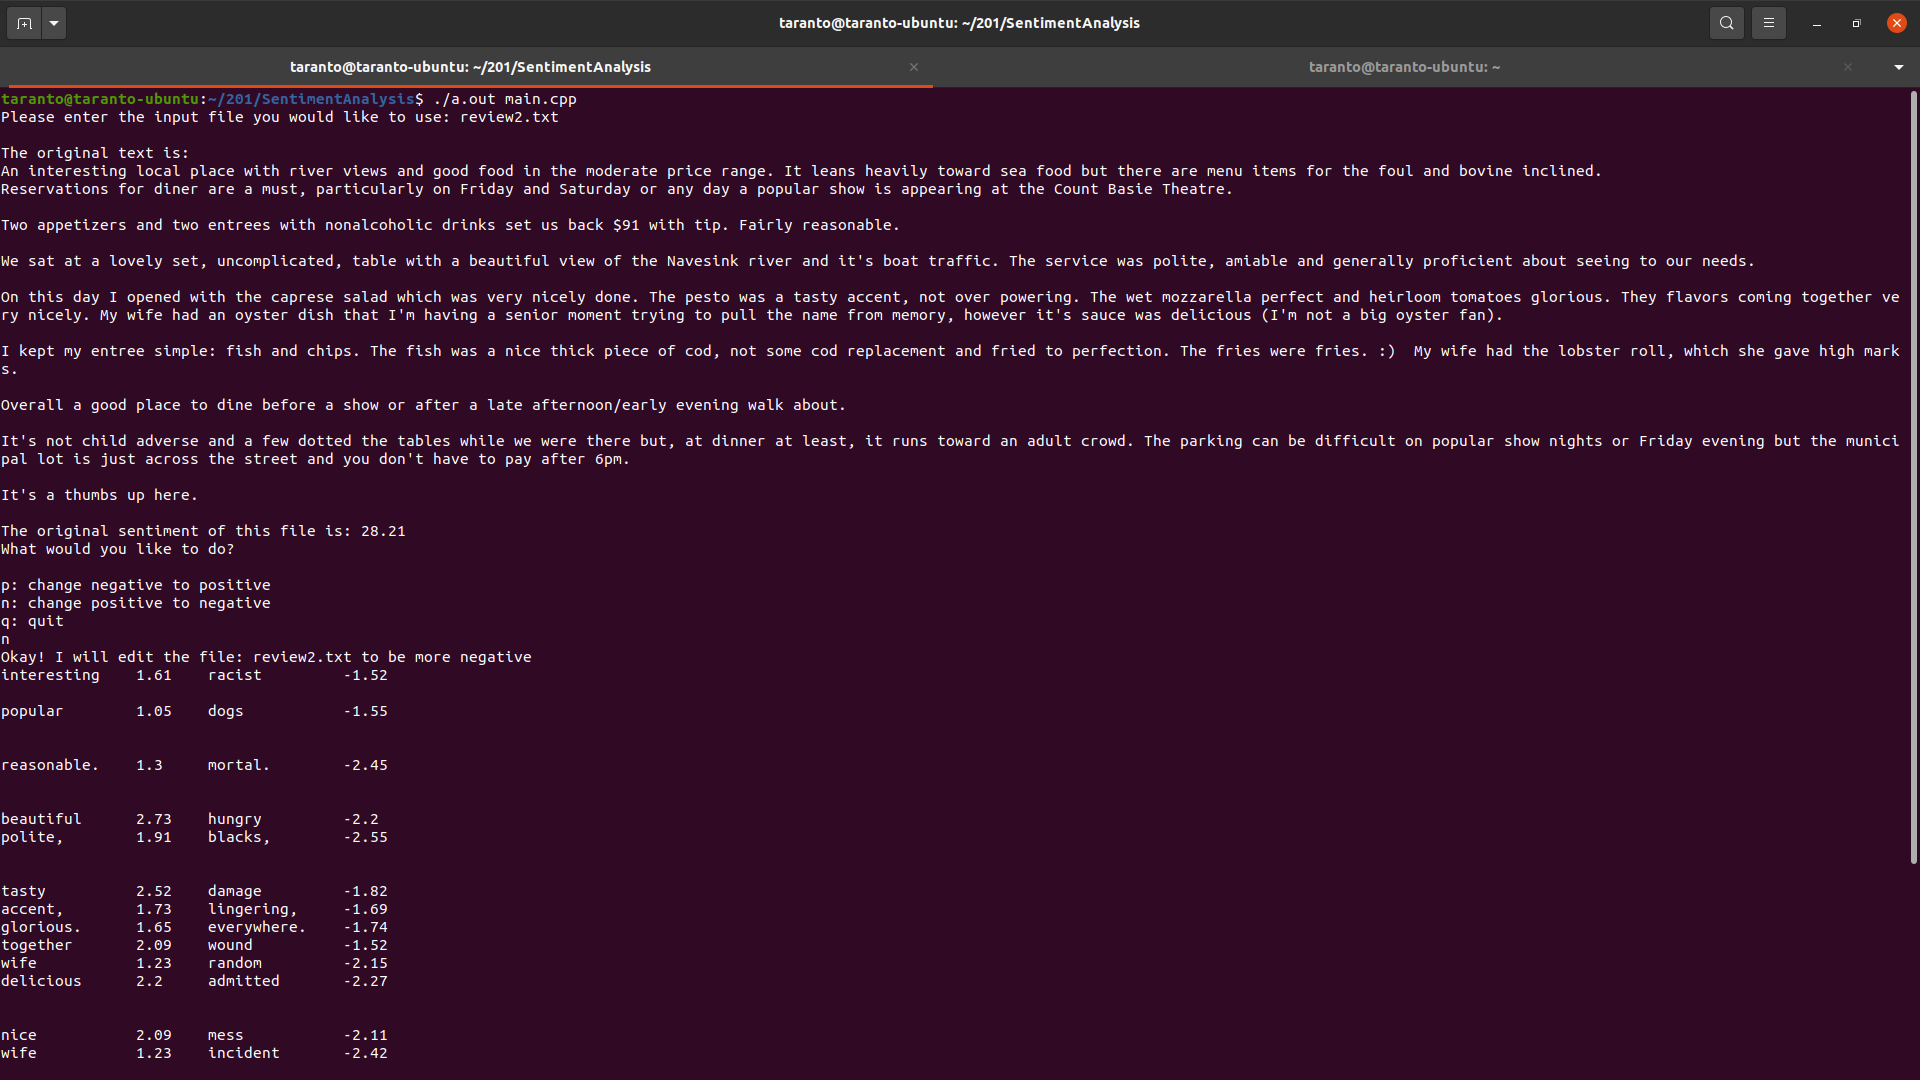 taranto@taranto-ubuntu: ~/201/SentimentAnalysis
taranto@taranto-ubuntu: ~/201/SentimentAnalysis
taranto@taranto-ubuntu: ~
taranto@taranto-ubuntu:~/201/SentimentAnalysis$ ./a.out main.cpp
Please enter the input file you would like to use: review2.txt
The original text is:
An interesting local place with river views and good food in the moderate price range. It leans heavily toward sea food but there are menu items for the foul and bovine inclined.
Reservations for diner are a must, particularly on Friday and Saturday or any day a popular show is appearing at the Count Basie Theatre.
Two appetizers and two entrees with nonalcoholic drinks set us back $91 with tip. Fairly reasonable.
We sat at a lovely set, uncomplicated, table with a beautiful view of the Navesink river and it's boat traffic. The service was polite, amiable and generally proficient about seeing to our needs.
On this day I opened with the caprese salad which was very nicely done. The pesto was a tasty accent, not over powering. The wet mozzarella perfect and heirloom tomatoes glorious. They flavors coming together ve
ry nicely. My wife had an oyster dish that I'm having a senior moment trying to pull the name from memory, however it's sauce was delicious (I'm not a big oyster fan).
I kept my entree simple: fish and chips. The fish was a nice thick piece of cod, not some cod replacement and fried to perfection. The fries were fries. :)  My wife had the lobster roll, which she gave high mark
s.
Overall a good place to dine before a show or after a late afternoon/early evening walk about.
It's not child adverse and a few dotted the tables while we were there but, at dinner at least, it runs toward an adult crowd. The parking can be difficult on popular show nights or Friday evening but the munici
pal lot is just across the street and you don't have to pay after 6pm.
It's a thumbs up here.
The original sentiment of this file is: 28.21
What would you like to do?
p: change negative to positive
n: change positive to negative
q: quit
n
Okay! I will edit the file: review2.txt to be more negative
interesting    1.61    racist         -1.52
popular        1.05    dogs           -1.55
reasonable.    1.3     mortal.        -2.45
beautiful      2.73    hungry         -2.2
polite,        1.91    blacks,        -2.55
tasty          2.52    damage         -1.82
accent,        1.73    lingering,     -1.69
glorious.      1.65    everywhere.    -1.74
together       2.09    wound          -1.52
wife           1.23    random         -2.15
delicious      2.2     admitted       -2.27
nice           2.09    mess           -2.11
wife           1.23    incident       -2.42